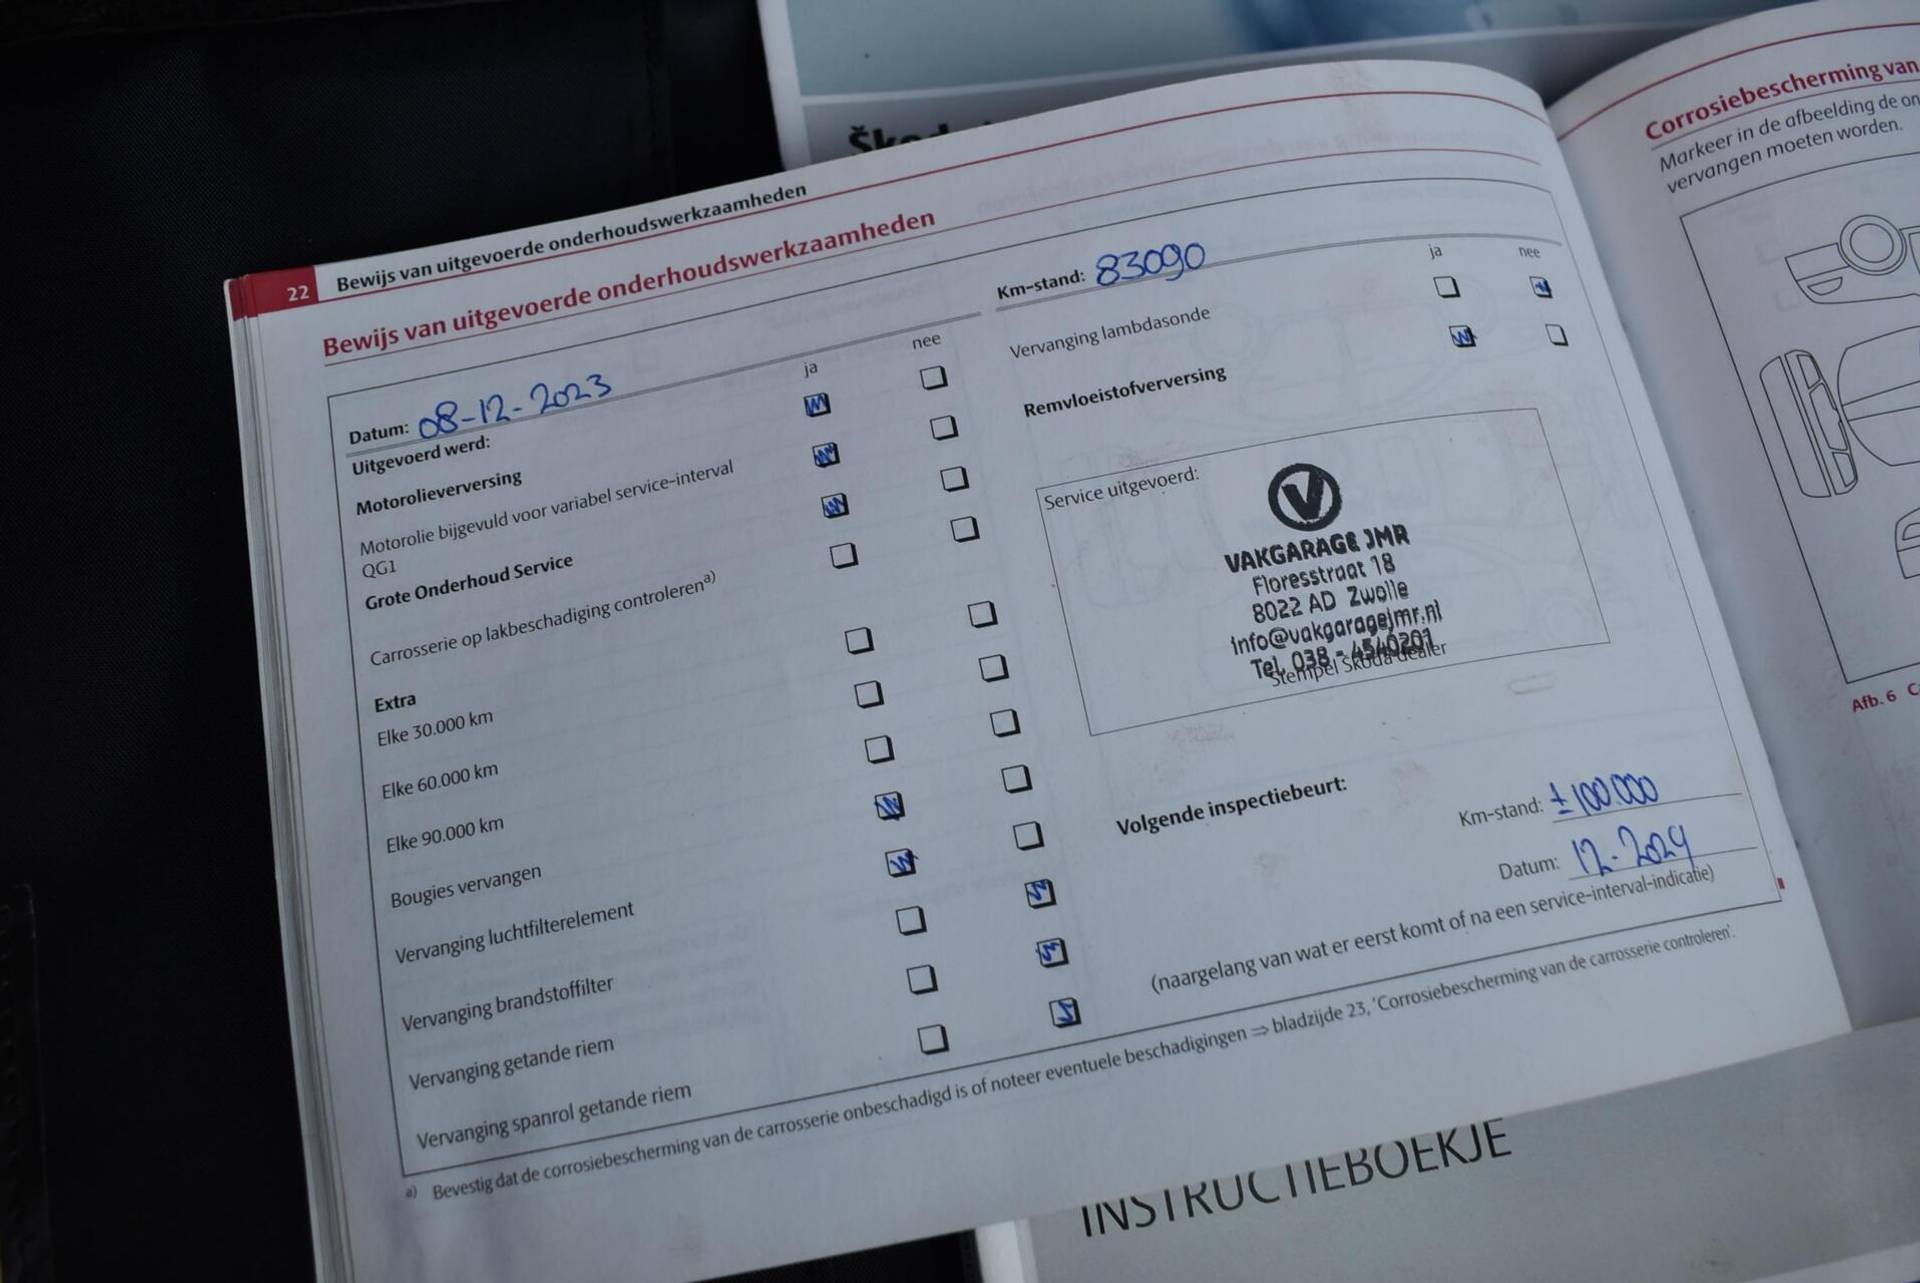 22 Bewijs van uitgevoerde onderhoudswerkzaamheden
Bewijs van uitgevoerde onderhoudswerkzaamheden
Datum: 08-12-2023
ja nee
Uitgevoerd werd:
Motorolieverversing
Motorolie bijgevuld voor variabel service-interval
QG1
Grote Onderhoud Service
Carrosserie op lakbeschadiging controleren a)
Extra
Elke 30.000 km
Elke 60.000 km
Elke 90.000 km
Bougies vervangen
Vervanging luchtfilterelement
Vervanging brandstoffilter
Vervanging getande riem
Vervanging spanrol getande riem
Km-stand: 83090
ja nee
Vervanging lambdasonde
Remvloeistofverversing
Service uitgevoerd:
V
VAKGARAGE JMR
Floresstraat 18
8022 AD Zwolle
info@vakgaragejmr.nl
Tel. 038 - 4540201
Stempel Škoda dealer
Volgende inspectiebeurt:
Km-stand: ± 100.000
Datum: 12-2024
(naargelang van wat er eerst komt of na een service-interval-indicatie)
a) Bevestig dat de corrosiebescherming van de carrosserie onbeschadigd is of noteer eventuele beschadigingen ⇒ bladzijde 23, 'Corrosiebescherming van de carrosserie controleren'.
Corrosiebescherming van
Markeer in de afbeelding de
vervangen moeten worden.
Afb. 6
INSTRUCTIEBOEKJE